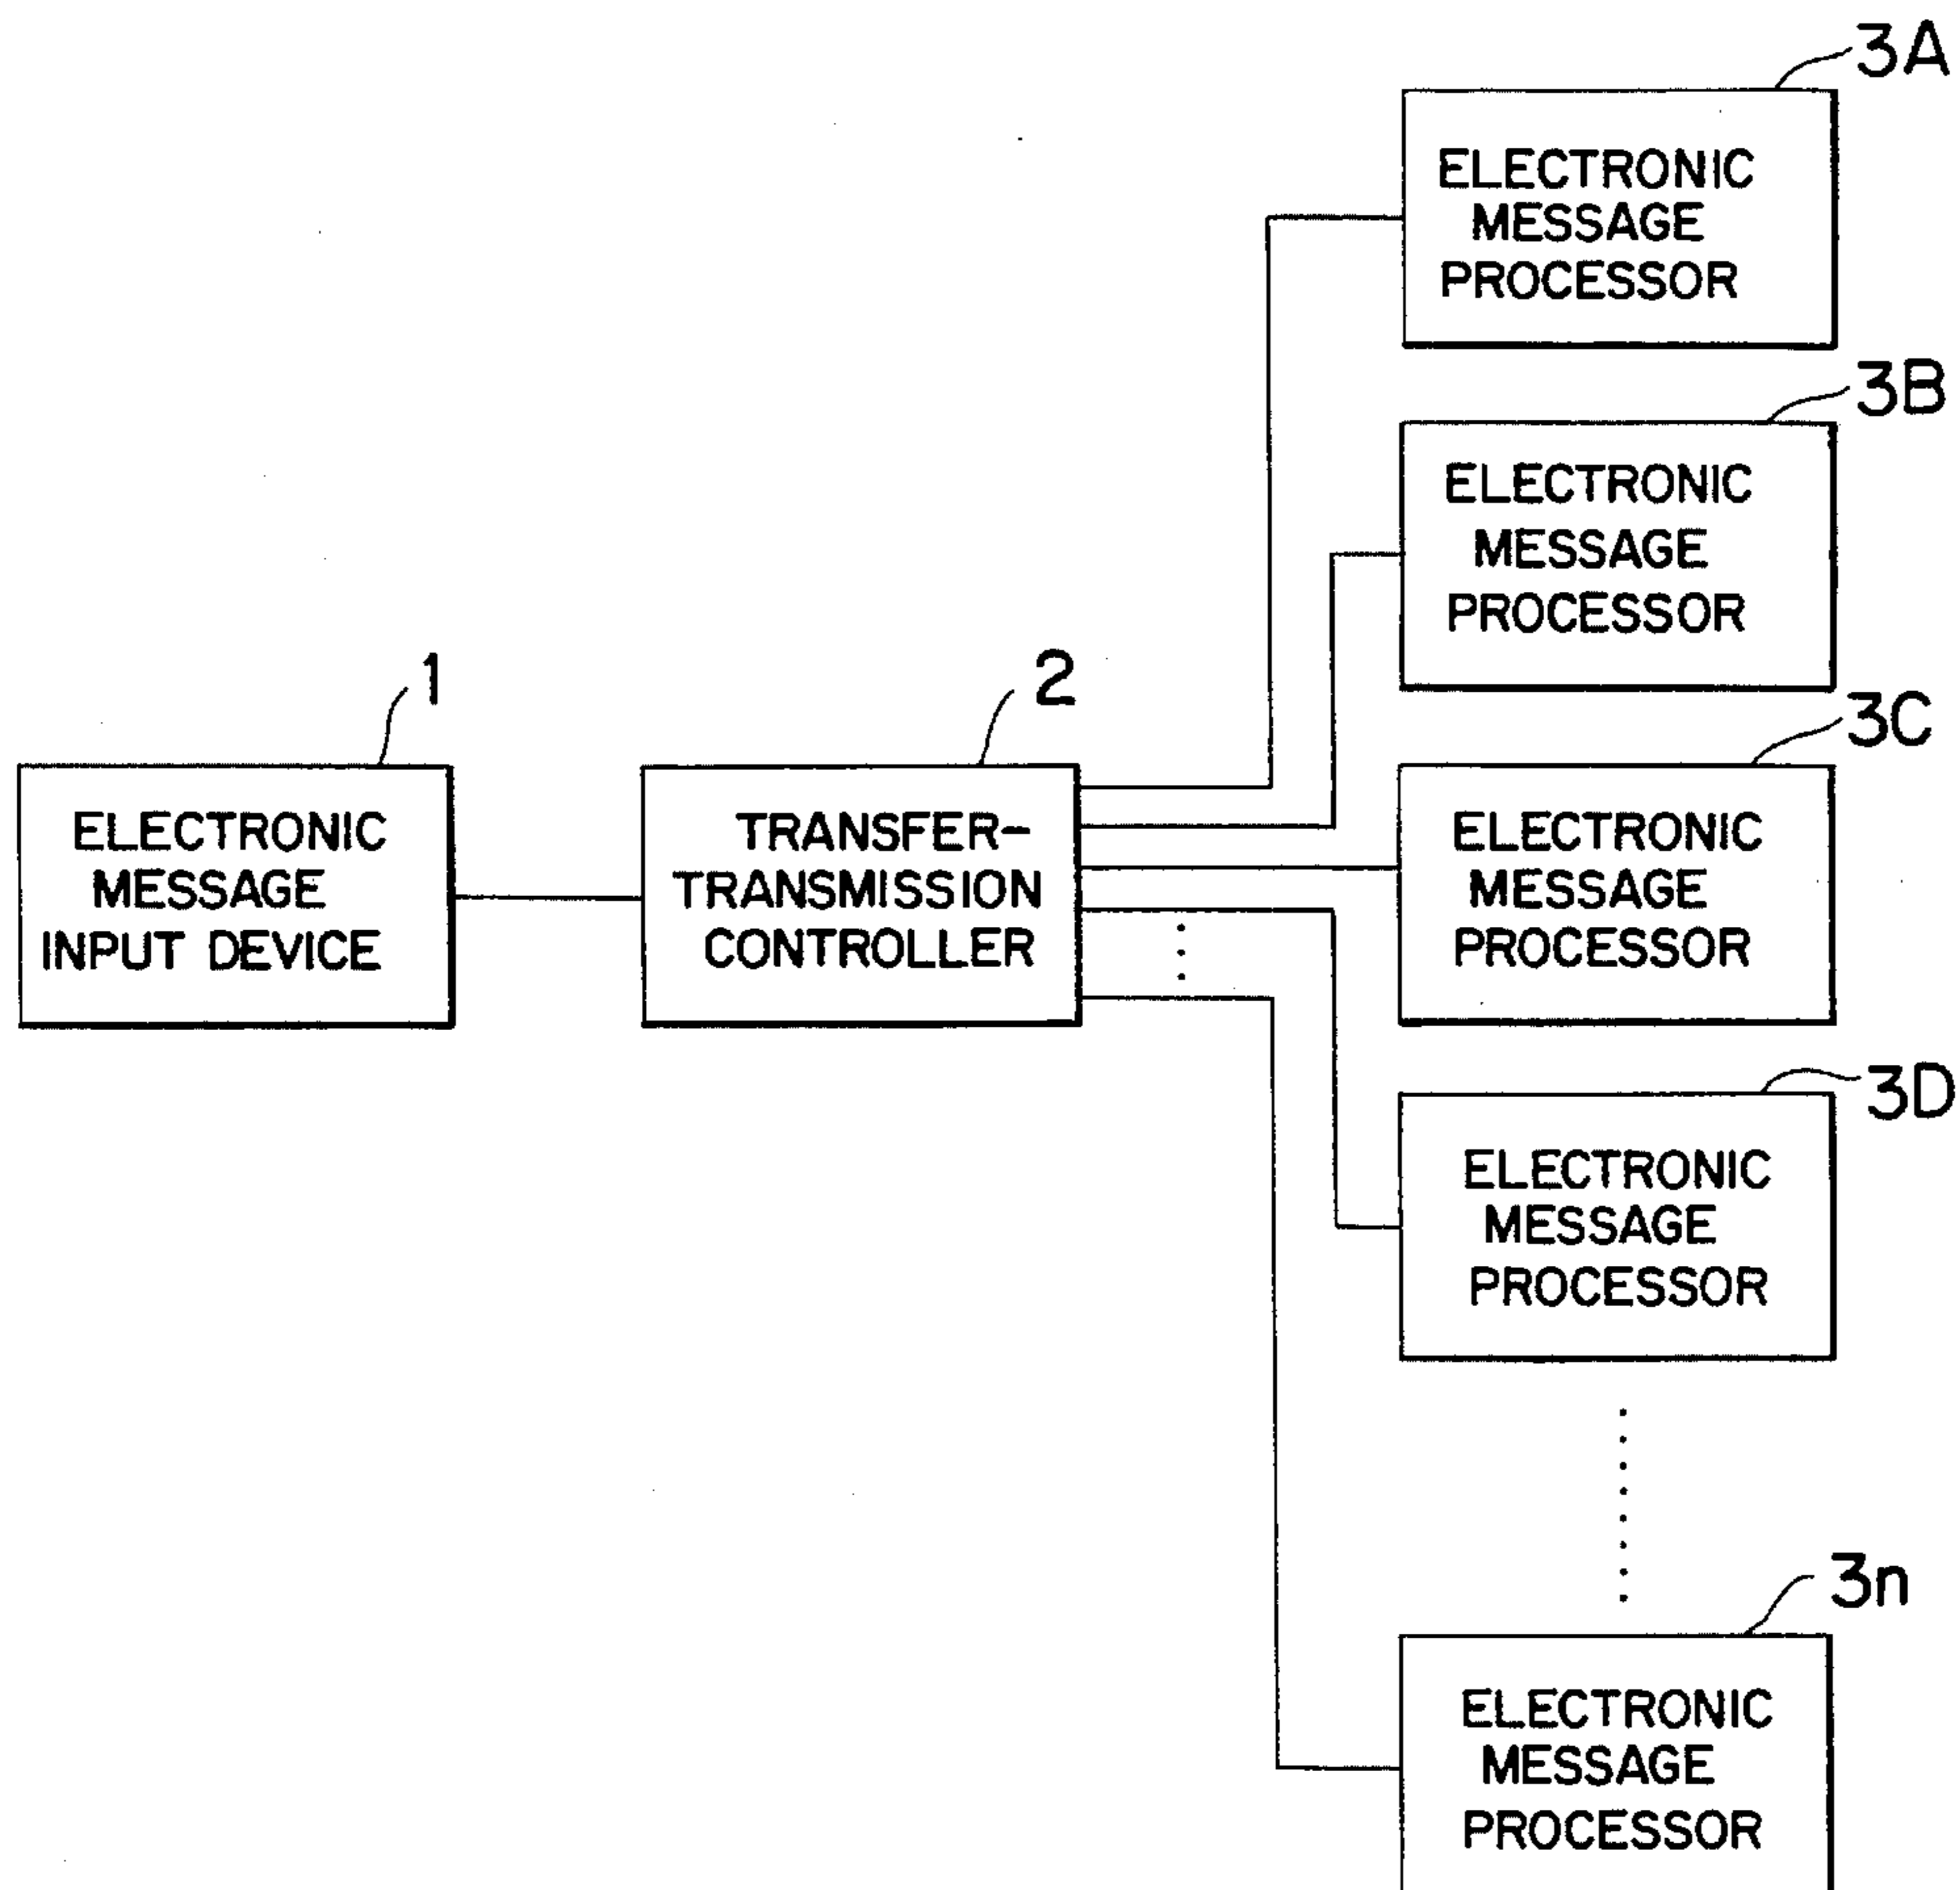 3A
ELECTRONIC
MESSAGE
PROCESSOR
3B
ELECTRONIC
MESSAGE
PROCESSOR
1
ELECTRONIC
MESSAGE
INPUT DEVICE
2
TRANSFER-
TRANSMISSION
CONTROLLER
3C
ELECTRONIC
MESSAGE
PROCESSOR
3D
ELECTRONIC
MESSAGE
PROCESSOR
3n
ELECTRONIC
MESSAGE
PROCESSOR